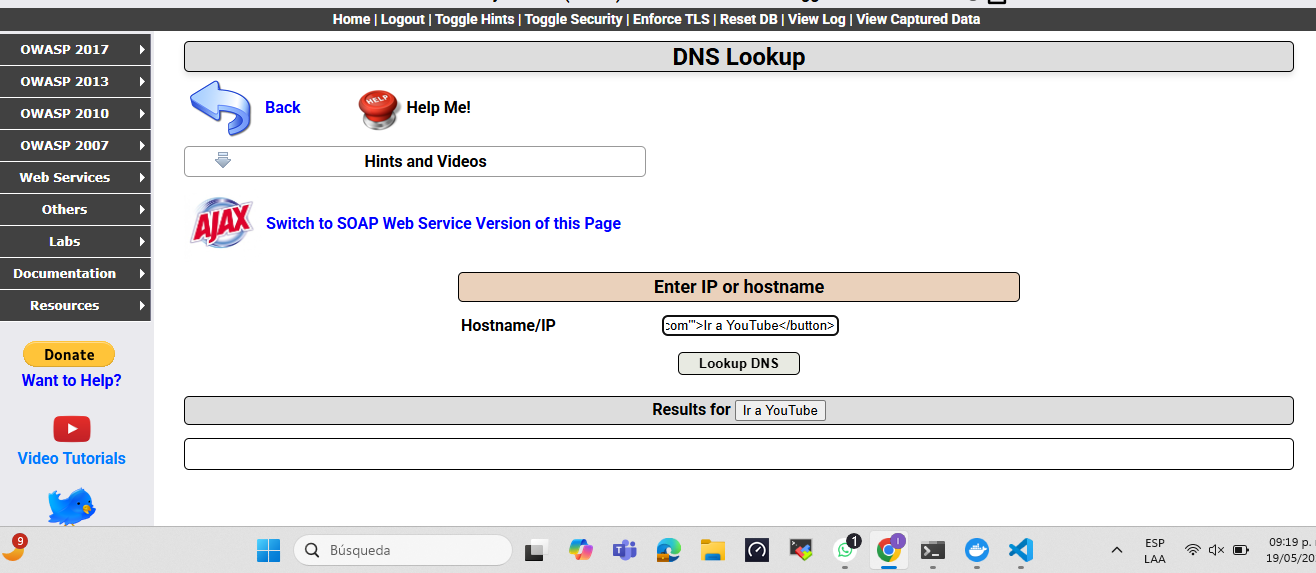 Home | Logout | Toggle Hints | Toggle Security | Enforce TLS | Reset DB | View Log | View Captured Data
OWASP 2017
OWASP 2013
OWASP 2010
OWASP 2007
Web Services
Others
Labs
Documentation
Resources
Donate
Want to Help?
Video Tutorials
DNS Lookup
Back
HELP
Help Me!
Hints and Videos
AJAX
Switch to SOAP Web Service Version of this Page
Enter IP or hostname
Hostname/IP
com'">Ir a YouTube</button>
Lookup DNS
Results for Ir a YouTube
9
Búsqueda
1
ESP
LAA
09:19 p.
19/05/20